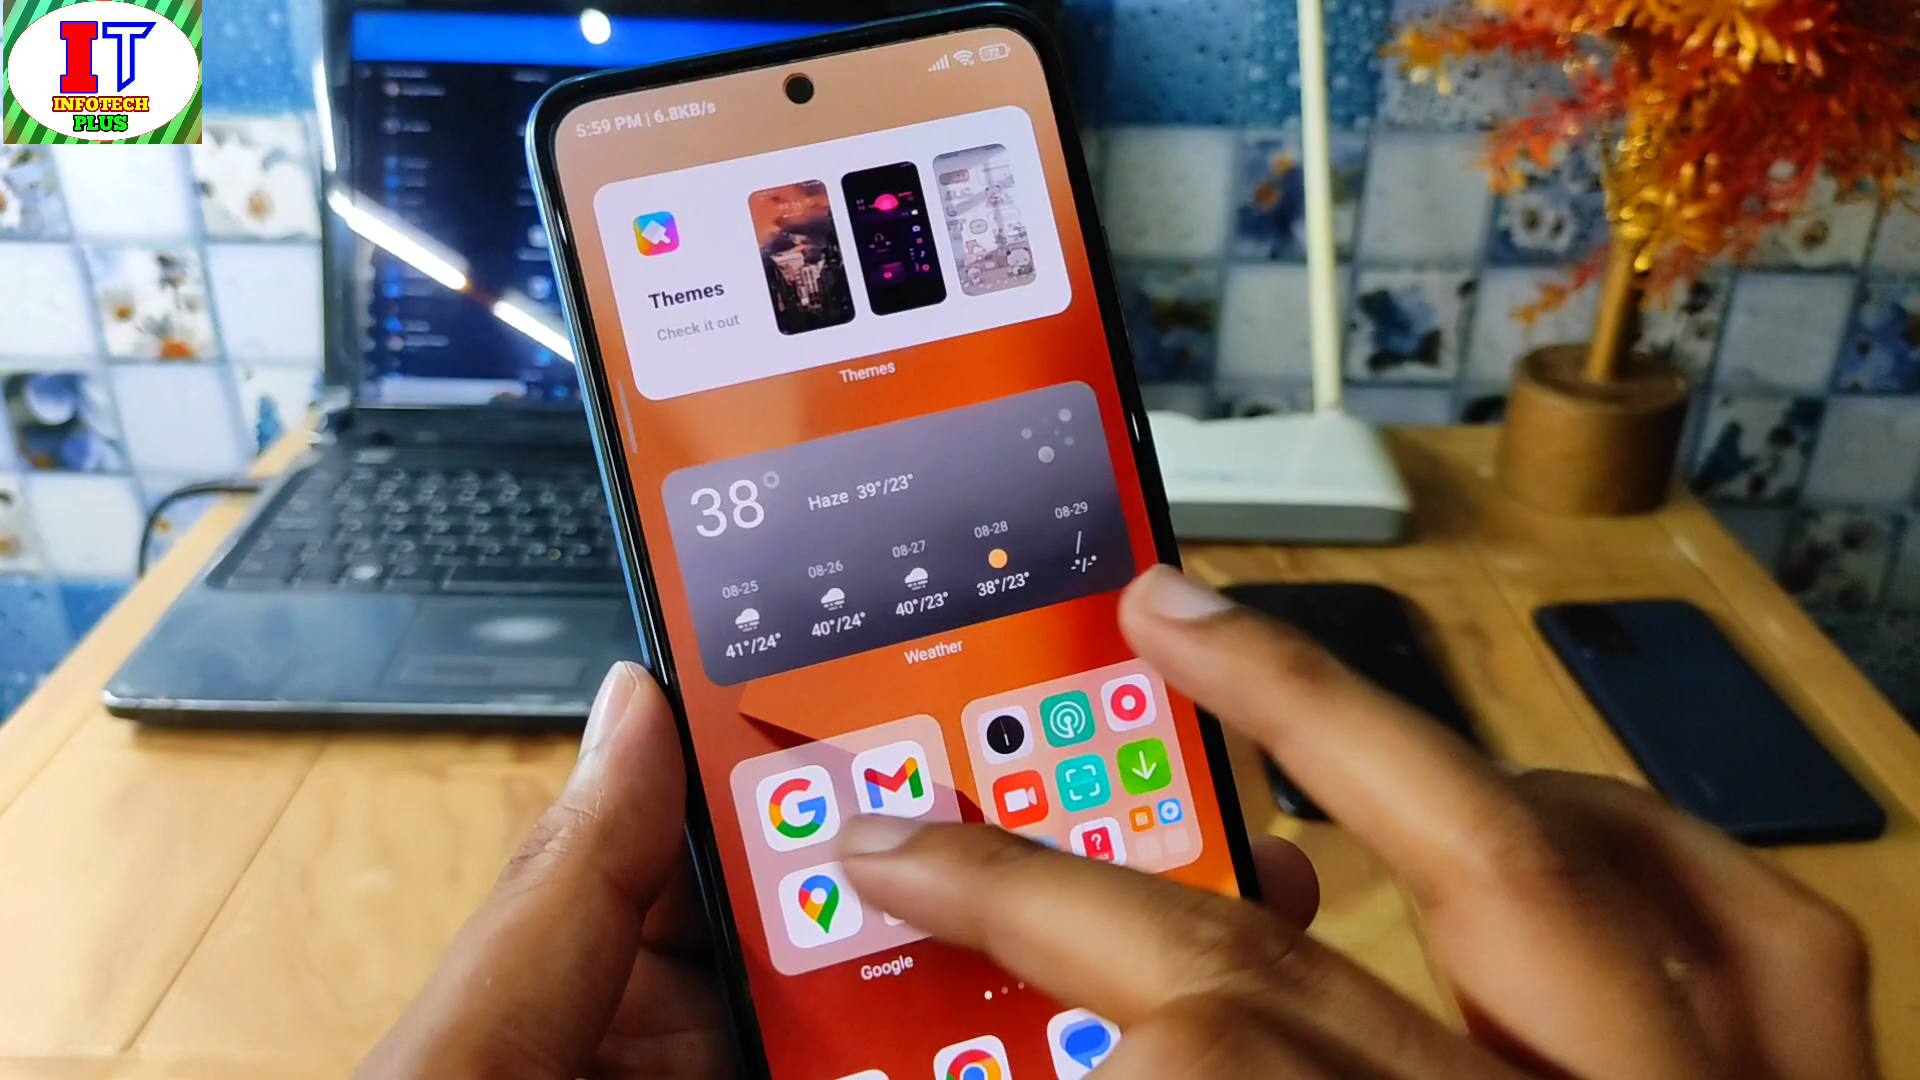 IT
INFOTECH
PLUS
5:59 PM | 6.8KB/s
72
Themes
Check it out
Themes
38°
Haze 39°/23°
08-25
08-26
08-27
08-28
08-29
41°/24°
40°/24°
40°/23°
38°/23°
-°/-°
Weather
Google